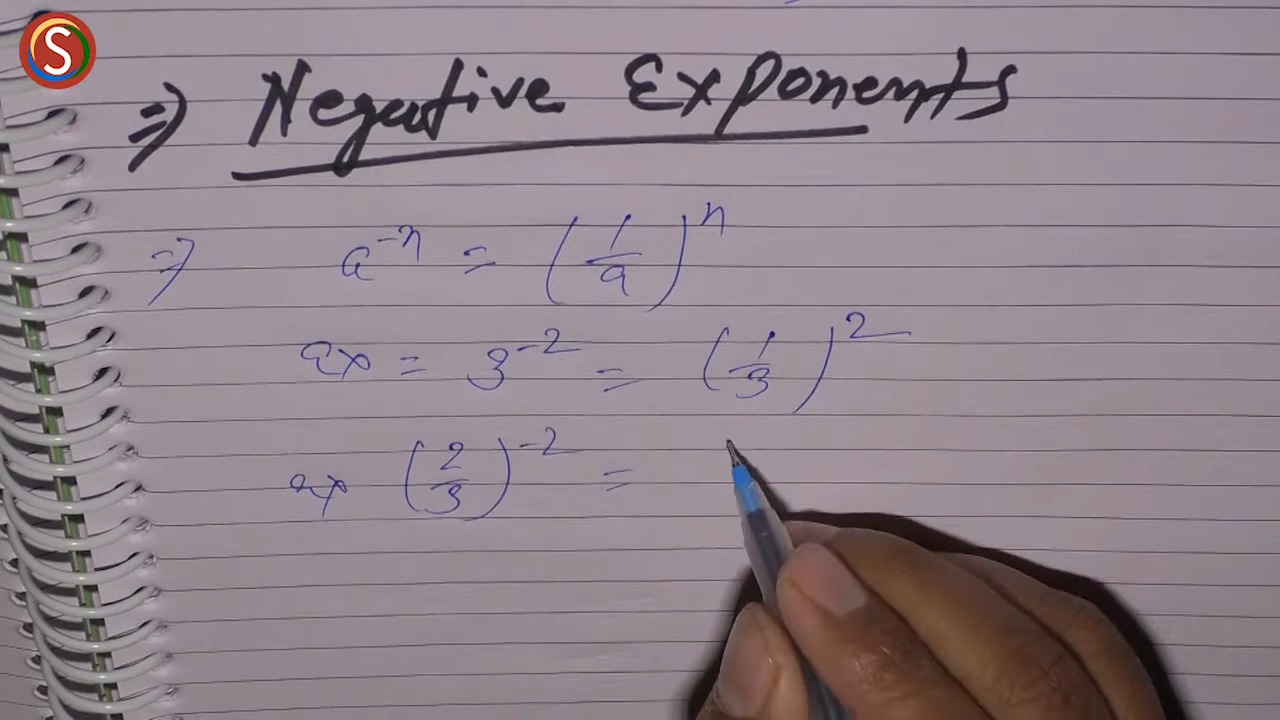 S
⇒ Negative Exponents
⇒ a⁻ⁿ = (1/a)ⁿ
ex = 3⁻² = (1/3)²
ex (2/3)⁻² =